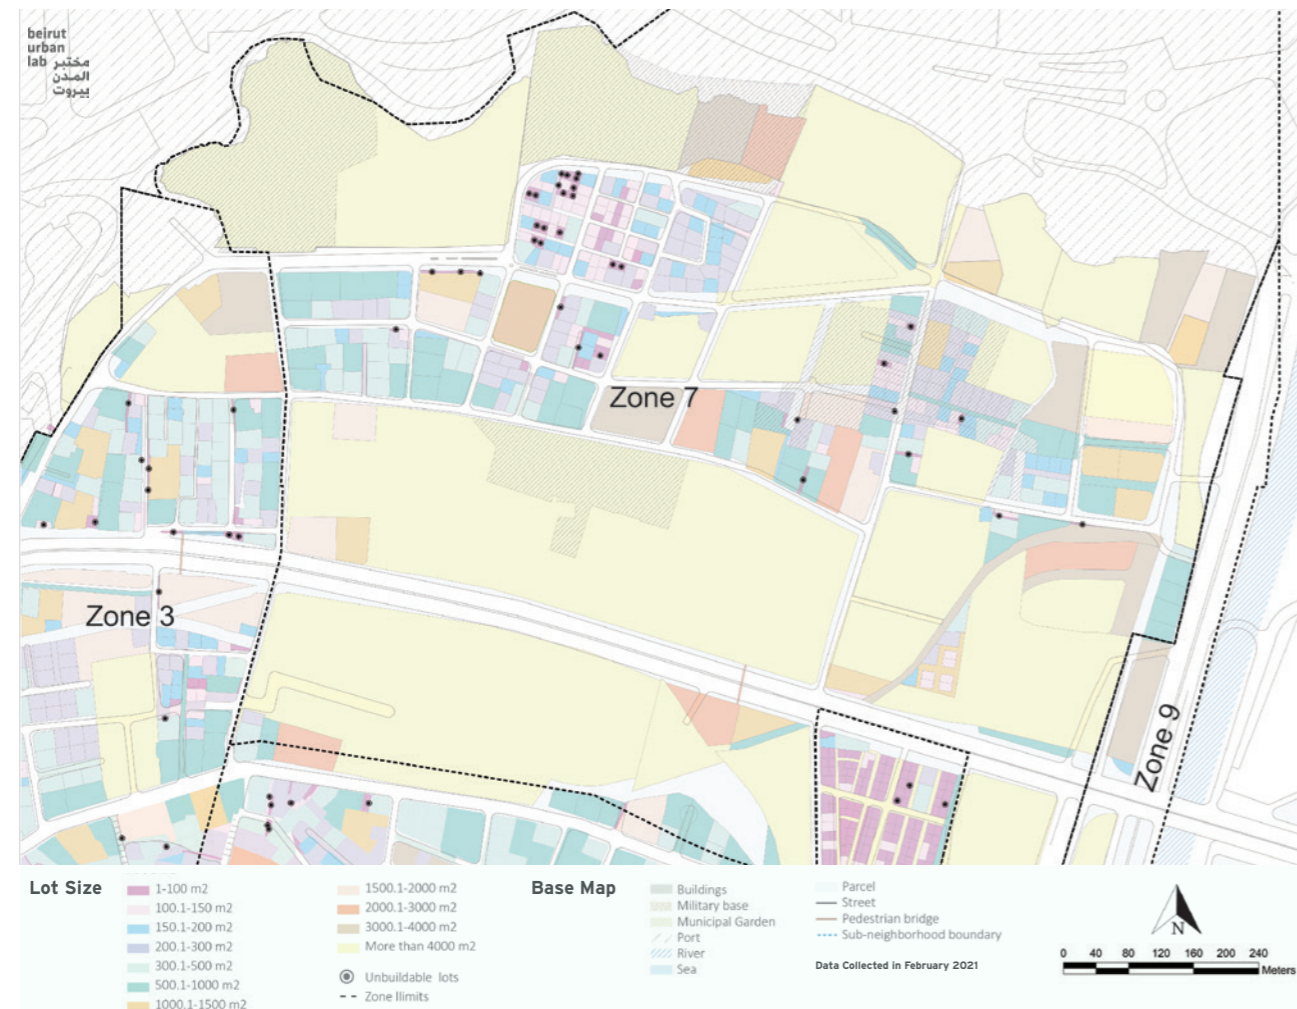 beirut
urban
lab مختبر
المدن
بيروت
Zone 7
Zone 3
Zone 9
Lot Size
1-100 m2
100.1-150 m2
150.1-200 m2
200.1-300 m2
300.1-500 m2
500.1-1000 m2
1000.1-1500 m2
1500.1-2000 m2
2000.1-3000 m2
3000.1-4000 m2
More than 4000 m2
Unbuildable lots
Zone llimits
Base Map
Buildings
Military base
Municipal Garden
Port
River
Sea
Parcel
Street
Pedestrian bridge
Sub-neighborhood boundary
Data Collected in February 2021
N
0 40 80 120 160 200 240
Meters